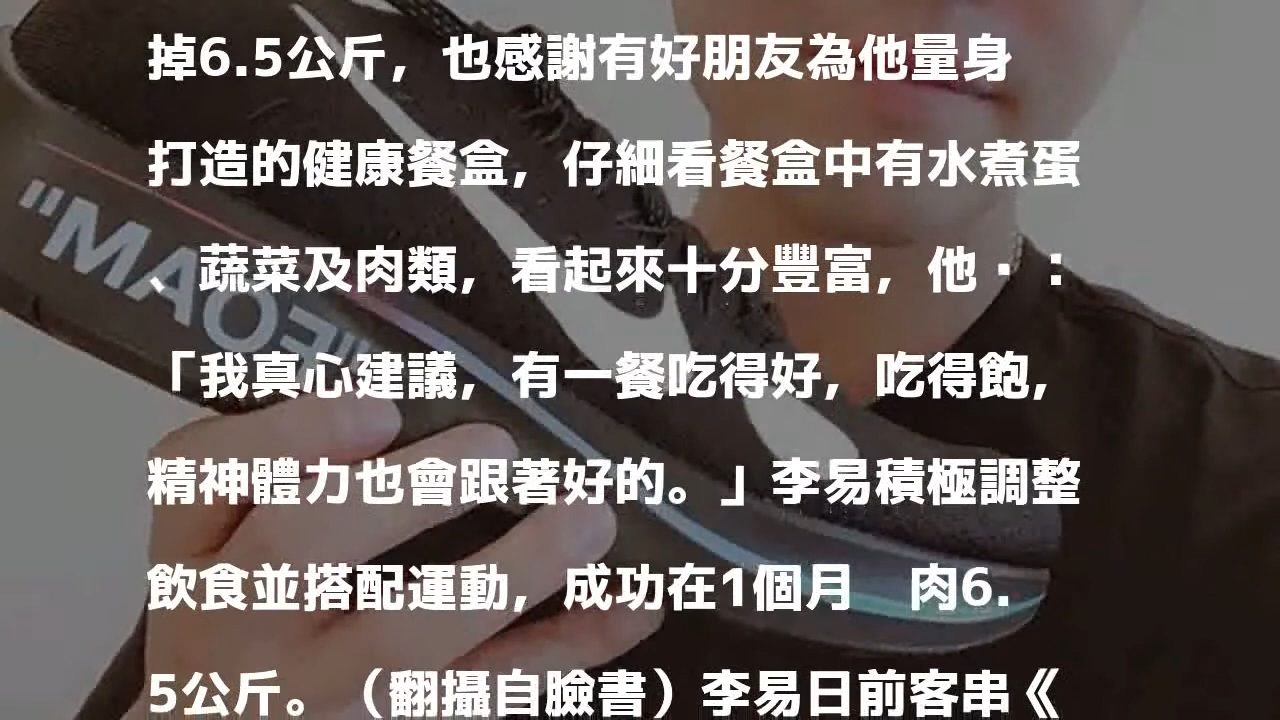 掉6.5公斤，也感謝有好朋友為他量身
打造的健康餐盒，仔細看餐盒中有水煮蛋
、蔬菜及肉類，看起來十分豐富，他·：
「我真心建議，有一餐吃得好，吃得飽，
精神體力也會跟著好的。」李易積極調整
飲食並搭配運動，成功在1個月　肉6.
5公斤。（翻攝自臉書）李易日前客串《
"MAOE"